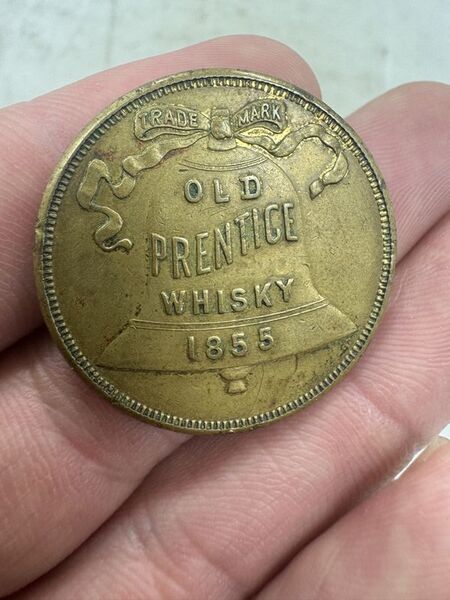 TRADE MARK
OLD
PRENTICE
WHISKY
1855